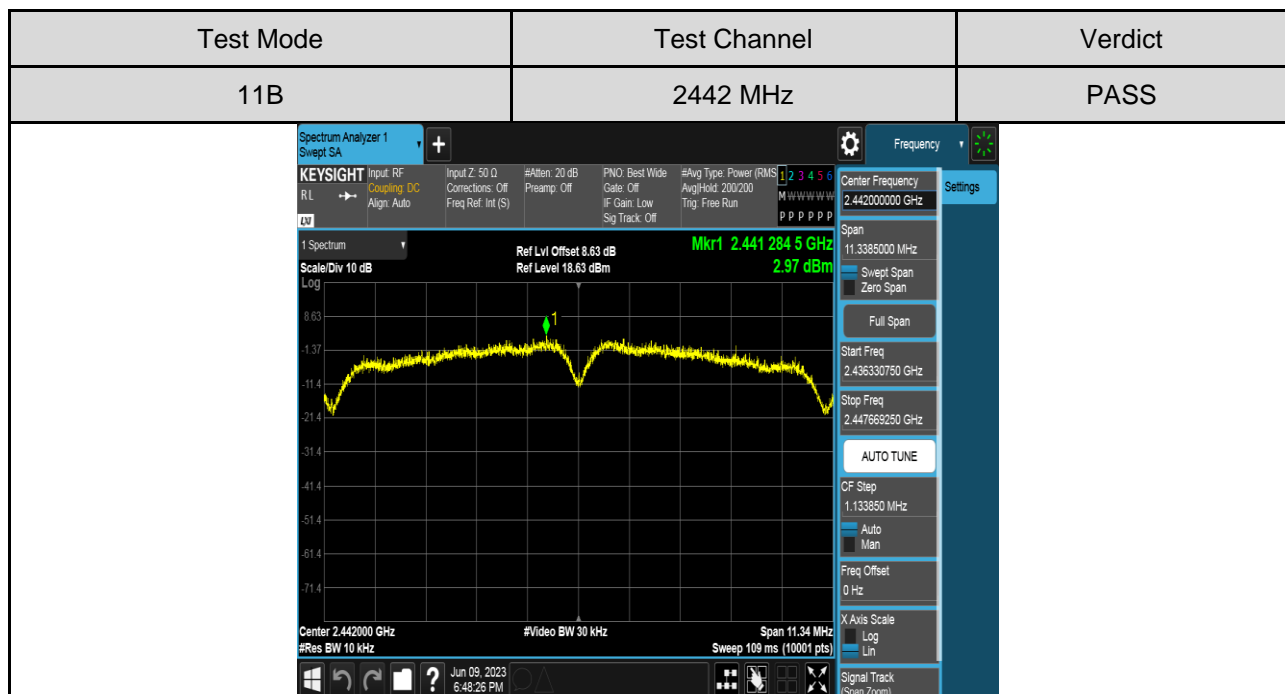 Test Mode Test Channel Verdict
11B 2442 MHz PASS
Spectrum Analyzer 1
Swept SA
+
Frequency
KEYSIGHT
RL
LXI
Input: RF
Coupling: DC
Align: Auto
Input Z: 50 Ω
Corrections: Off
Freq Ref: Int (S)
#Atten: 20 dB
Preamp: Off
PNO: Best Wide
Gate: Off
IF Gain: Low
Sig Track: Off
#Avg Type: Power (RMS
Avg|Hold: 200/200
Trig: Free Run
1 2 3 4 5 6
M W W W W W
P P P P P P
1 Spectrum
Scale/Div 10 dB
Log
Ref Lvl Offset 8.63 dB
Ref Level 18.63 dBm
Mkr1 2.441 284 5 GHz
2.97 dBm
8.63
-1.37
-11.4
-21.4
-31.4
-41.4
-51.4
-61.4
-71.4
1
Center 2.442000 GHz
#Res BW 10 kHz
#Video BW 30 kHz
Span 11.34 MHz
Sweep 109 ms (10001 pts)
Center Frequency
2.442000000 GHz
Span
11.3385000 MHz
Swept Span
Zero Span
Full Span
Start Freq
2.436330750 GHz
Stop Freq
2.447669250 GHz
AUTO TUNE
CF Step
1.133850 MHz
Auto
Man
Freq Offset
0 Hz
X Axis Scale
Log
Lin
Signal Track
(Span Zoom)
Settings
?
Jun 09, 2023
6:48:26 PM